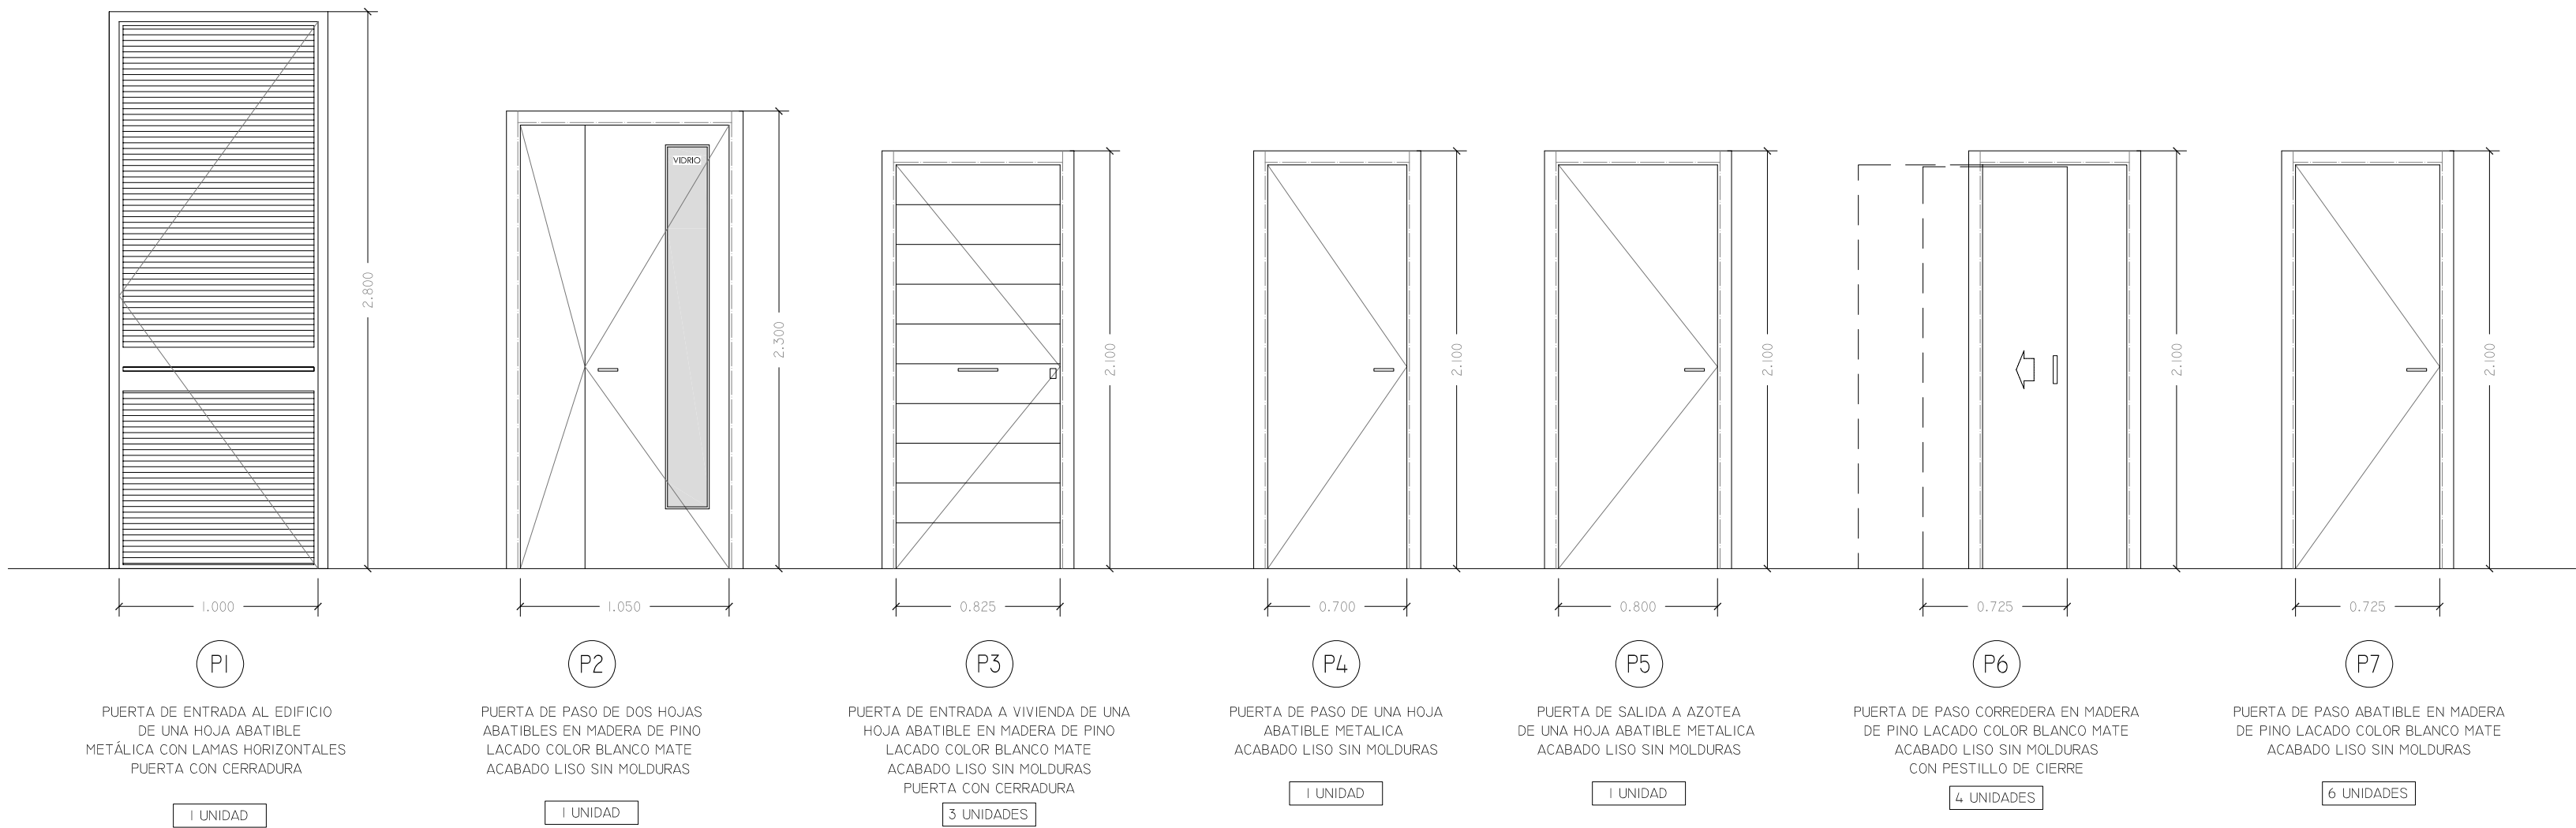 VIDRIO
2.800
2.300
2.100
2.100
2.100
2.100
2.100
1.000
1.050
0.825
0.700
0.800
0.725
0.725
P1
PUERTA DE ENTRADA AL EDIFICIO
DE UNA HOJA ABATIBLE
METÁLICA CON LAMAS HORIZONTALES
PUERTA CON CERRADURA
1 UNIDAD
P2
PUERTA DE PASO DE DOS HOJAS
ABATIBLES EN MADERA DE PINO
LACADO COLOR BLANCO MATE
ACABADO LISO SIN MOLDURAS
1 UNIDAD
P3
PUERTA DE ENTRADA A VIVIENDA DE UNA
HOJA ABATIBLE EN MADERA DE PINO
LACADO COLOR BLANCO MATE
ACABADO LISO SIN MOLDURAS
PUERTA CON CERRADURA
3 UNIDADES
P4
PUERTA DE PASO DE UNA HOJA
ABATIBLE METALICA
ACABADO LISO SIN MOLDURAS
1 UNIDAD
P5
PUERTA DE SALIDA A AZOTEA
DE UNA HOJA ABATIBLE METALICA
ACABADO LISO SIN MOLDURAS
1 UNIDAD
P6
PUERTA DE PASO CORREDERA EN MADERA
DE PINO LACADO COLOR BLANCO MATE
ACABADO LISO SIN MOLDURAS
CON PESTILLO DE CIERRE
4 UNIDADES
P7
PUERTA DE PASO ABATIBLE EN MADERA
DE PINO LACADO COLOR BLANCO MATE
ACABADO LISO SIN MOLDURAS
6 UNIDADES